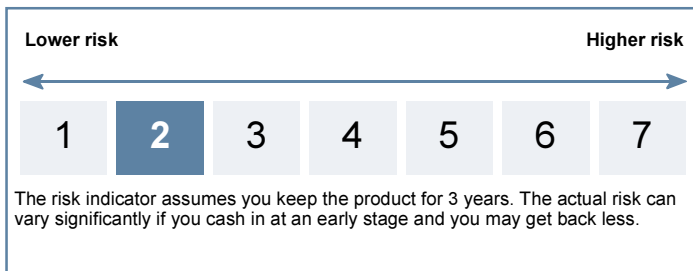 Lower risk Higher risk
1 2 3 4 5 6 7
The risk indicator assumes you keep the product for 3 years. The actual risk can
vary significantly if you cash in at an early stage and you may get back less.